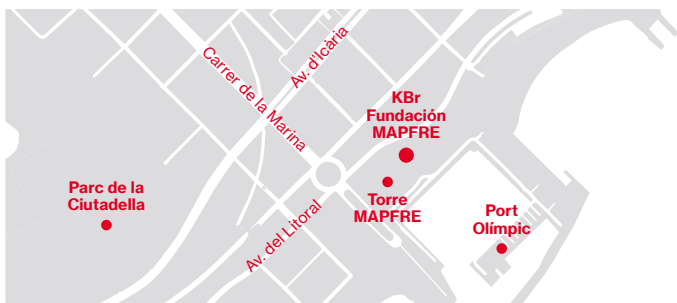 Carrer de la Marina
Av. d'Icària
KBr
Fundación
MAPFRE
Parc de la
Ciutadella
Torre
MAPFRE
Av. del Litoral
Port
Olímpic